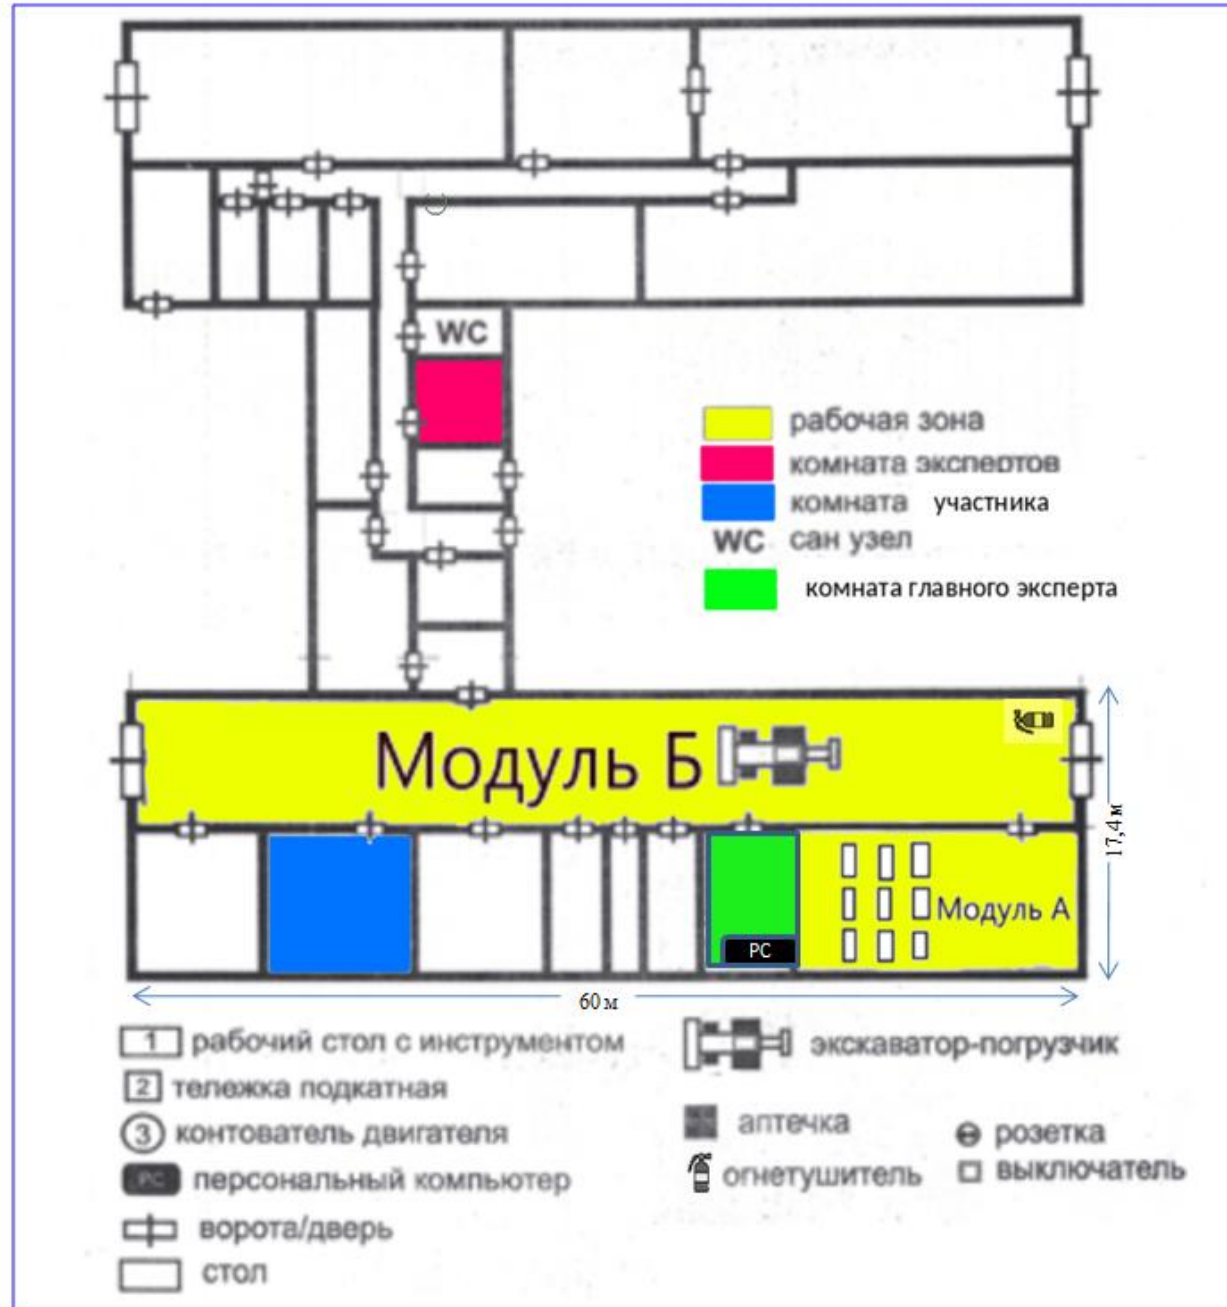 WC
рабочая зона
комната экспертов
комната участника
WC сан узел
комната главного эксперта
Модуль Б
17,4 м
Модуль А
PC
60 м
1 рабочий стол с инструментом
2 тележка подкатная
3 контователь двигателя
PC персональный компьютер
ворота/дверь
стол
экскаватор-погрузчик
аптечка
розетка
огнетушитель
выключатель